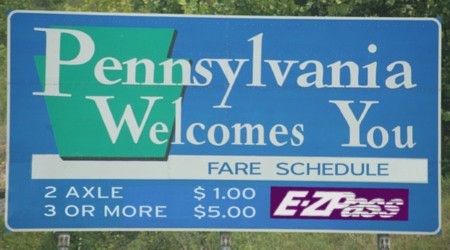 Pennsylvania
Welcomes You
FARE SCHEDULE
2 AXLE $1.00
3 OR MORE $5.00
E-ZPass